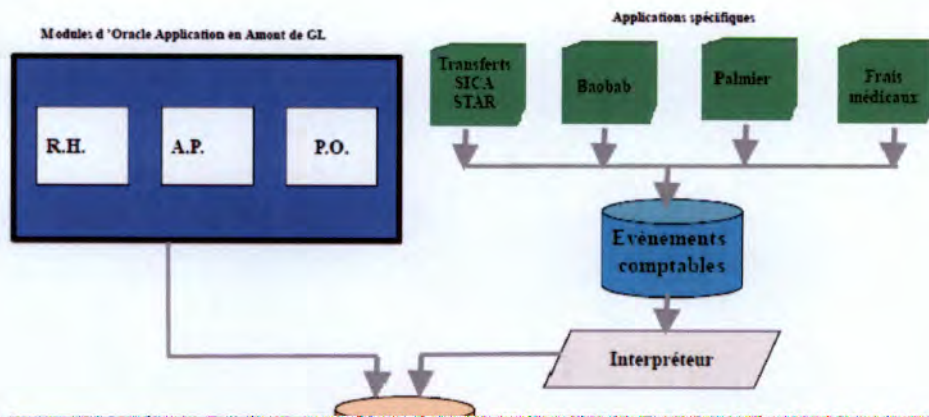 Modules d 'Oracle Application en Amont de GL
R.H.
A.P.
P.O.
Applications spécifiques
Transferts
SICA
STAR
Baobab
Palmier
Frais
médicaux
Evénements
comptables
Interpréteur